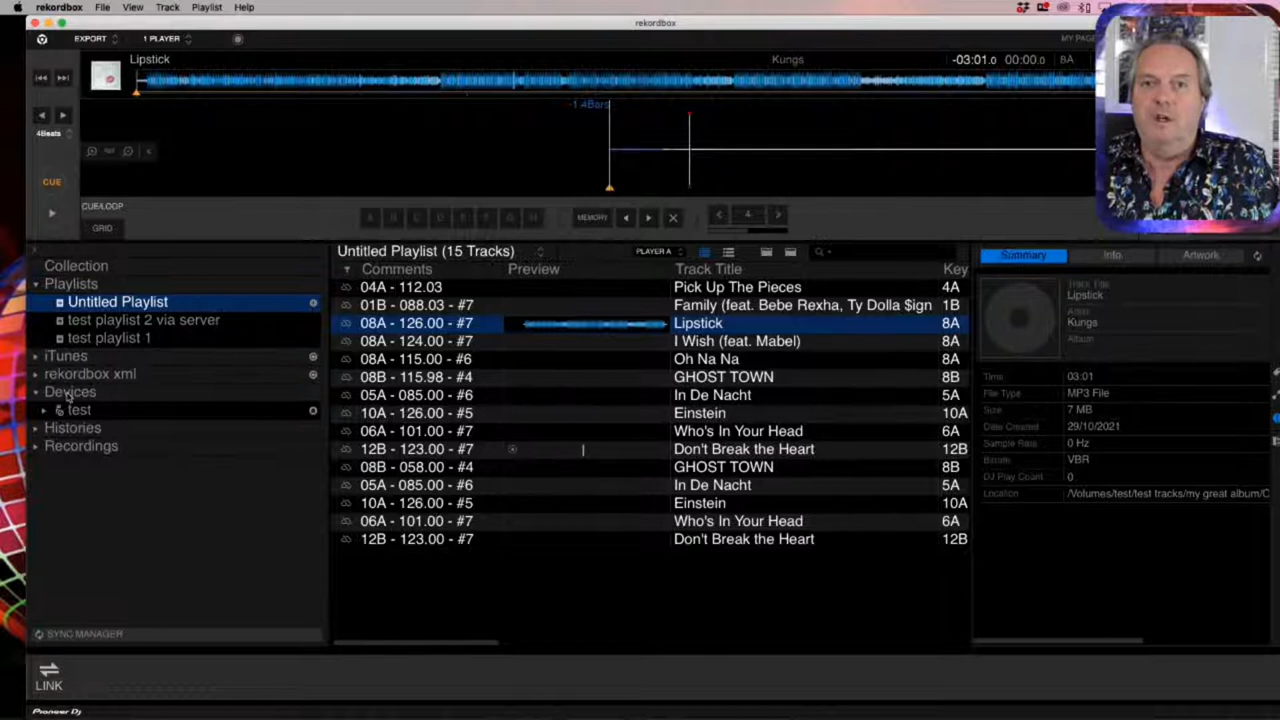 rekordbox File View Track Playlist Help
rekordbox
EXPORT 1 PLAYER MY PAGE
Lipstick Kungs -03:01.0 00:00.0 8A
-1.4Bars
4Beats
CUE
CUE/LOOP
GRID
A B C D E F G H MEMORY 4
Collection
Playlists
Untitled Playlist
test playlist 2 via server
test playlist 1
iTunes
rekordbox xml
Devices
test
Histories
Recordings
SYNC MANAGER
LINK
Pioneer Dj
Untitled Playlist (15 Tracks) PLAYER A
Comments Preview Track Title Key
04A - 112.03 Pick Up The Pieces 4A
01B - 088.03 - #7 Family (feat. Bebe Rexha, Ty Dolla $ign 1B
08A - 126.00 - #7 Lipstick 8A
08A - 124.00 - #7 I Wish (feat. Mabel) 8A
08A - 115.00 - #6 Oh Na Na 8A
08B - 115.98 - #4 GHOST TOWN 8B
05A - 085.00 - #6 In De Nacht 5A
10A - 126.00 - #5 Einstein 10A
06A - 101.00 - #7 Who's In Your Head 6A
12B - 123.00 - #7 Don't Break the Heart 12B
08B - 058.00 - #4 GHOST TOWN 8B
05A - 085.00 - #6 In De Nacht 5A
10A - 126.00 - #5 Einstein 10A
06A - 101.00 - #7 Who's In Your Head 6A
12B - 123.00 - #7 Don't Break the Heart 12B
Summary Info Artwork
Track Title
Lipstick
Artist
Kungs
Album
Time 03:01
File Type MP3 File
Size 7 MB
Date Created 29/10/2021
Sample Rate 0 Hz
Bitrate VBR
DJ Play Count 0
Location /Volumes/test/test tracks/my great album/C